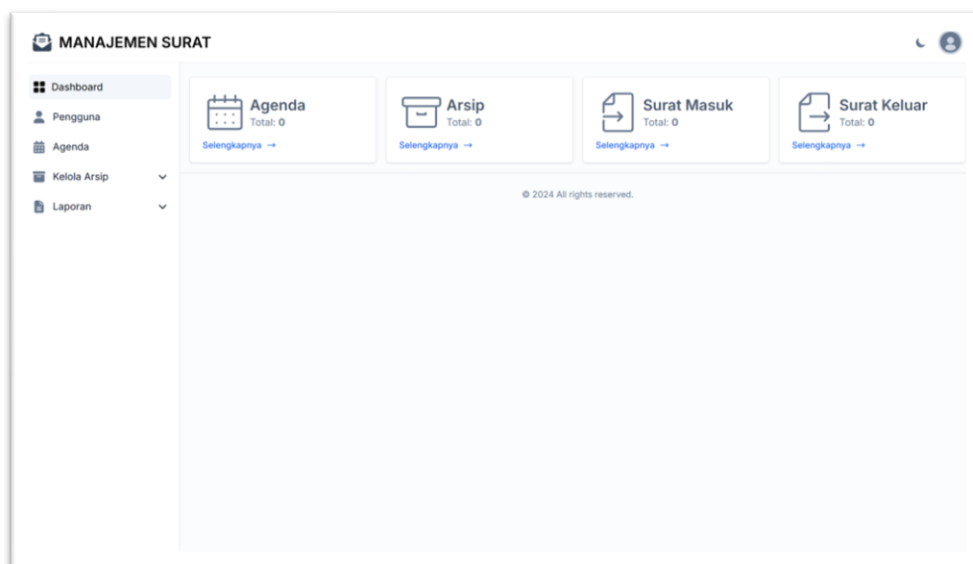 MANAJEMEN SURAT
Dashboard
Pengguna
Agenda
Kelola Arsip
Laporan
Agenda
Total: 0
Selengkapnya →
Arsip
Total: 0
Selengkapnya →
Surat Masuk
Total: 0
Selengkapnya →
Surat Keluar
Total: 0
Selengkapnya →
© 2024 All rights reserved.